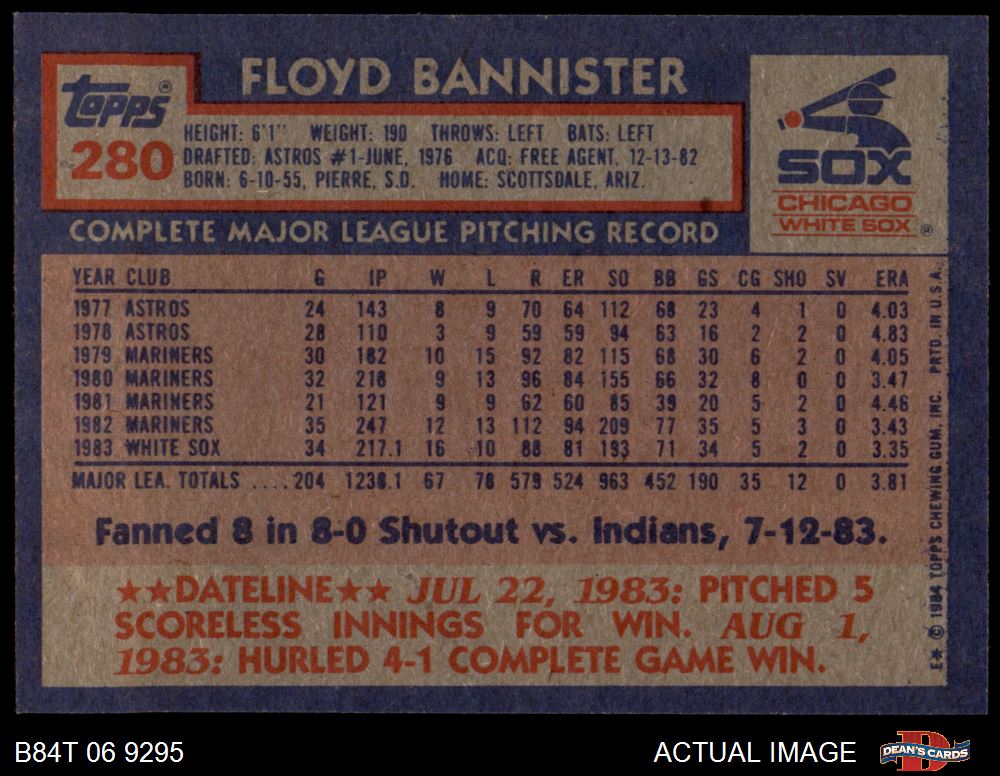 FLOYD BANNISTER
Topps®
280
HEIGHT: 6'1" WEIGHT: 190 THROWS: LEFT BATS: LEFT
DRAFTED: ASTROS #1-JUNE, 1976 ACQ: FREE AGENT, 12-13-82
BORN: 6-10-55, PIERRE, S.D. HOME: SCOTTSDALE, ARIZ.
SOX
CHICAGO
WHITE SOX ®
COMPLETE MAJOR LEAGUE PITCHING RECORD
YEAR CLUB G IP W L R ER SO BB GS CG SHO SV ERA
1977 ASTROS 24 143 8 9 70 64 112 68 23 4 1 0 4.03
1978 ASTROS 28 110 3 9 59 59 94 63 16 2 2 0 4.83
1979 MARINERS 30 182 10 15 92 82 115 68 30 6 2 0 4.05
1980 MARINERS 32 218 9 13 96 84 155 66 32 8 0 0 3.47
1981 MARINERS 21 121 9 9 62 60 85 39 20 5 2 0 4.46
1982 MARINERS 35 247 12 13 112 94 209 77 35 5 3 0 3.43
1983 WHITE SOX 34 217.1 16 10 88 81 193 71 34 5 2 0 3.35
MAJOR LEA. TOTALS ....204 1238.1 67 78 579 524 963 452 190 35 12 0 3.81
Fanned 8 in 8-0 Shutout vs. Indians, 7-12-83.
★★DATELINE★★ JUL 22, 1983: PITCHED 5
SCORELESS INNINGS FOR WIN. AUG 1,
1983: HURLED 4-1 COMPLETE GAME WIN.
E★ © 1984 TOPPS CHEWING GUM, INC. PRTD. IN U.S.A.
B84T 06 9295
ACTUAL IMAGE
DEAN'S CARDS